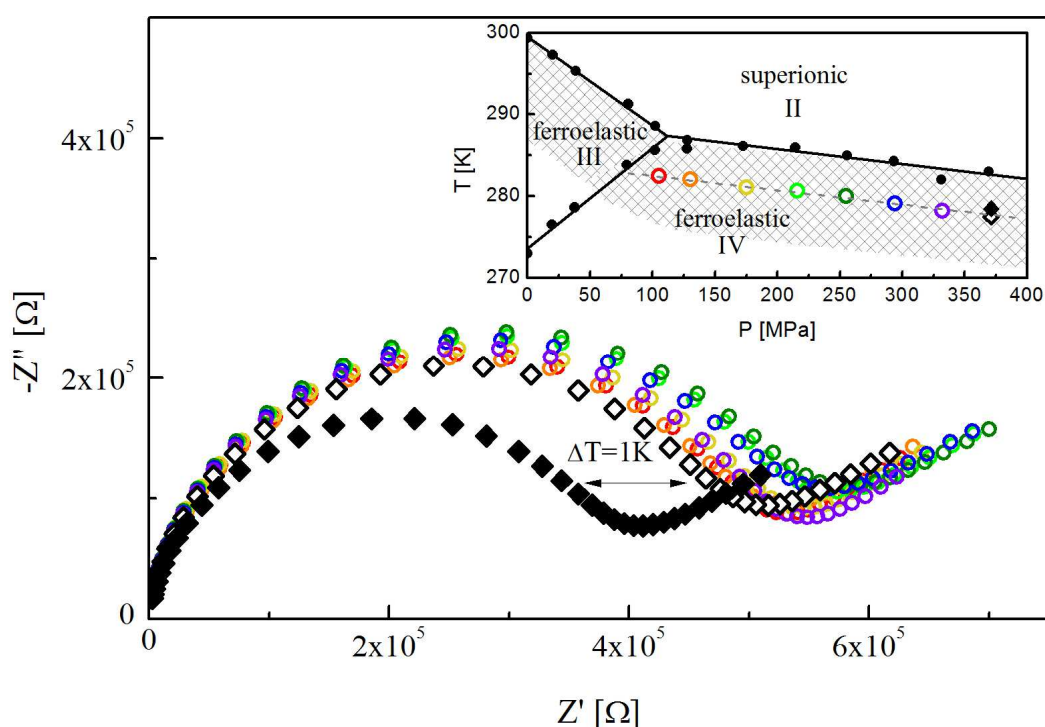 -Z'' [Ω]
4x10⁵
2x10⁵
0
0
2x10⁵
4x10⁵
6x10⁵
Z' [Ω]
ΔT=1K
T [K]
300
290
280
270
0
50
100
150
200
250
300
350
400
P [MPa]
superionic
II
ferroelastic
III
ferroelastic
IV